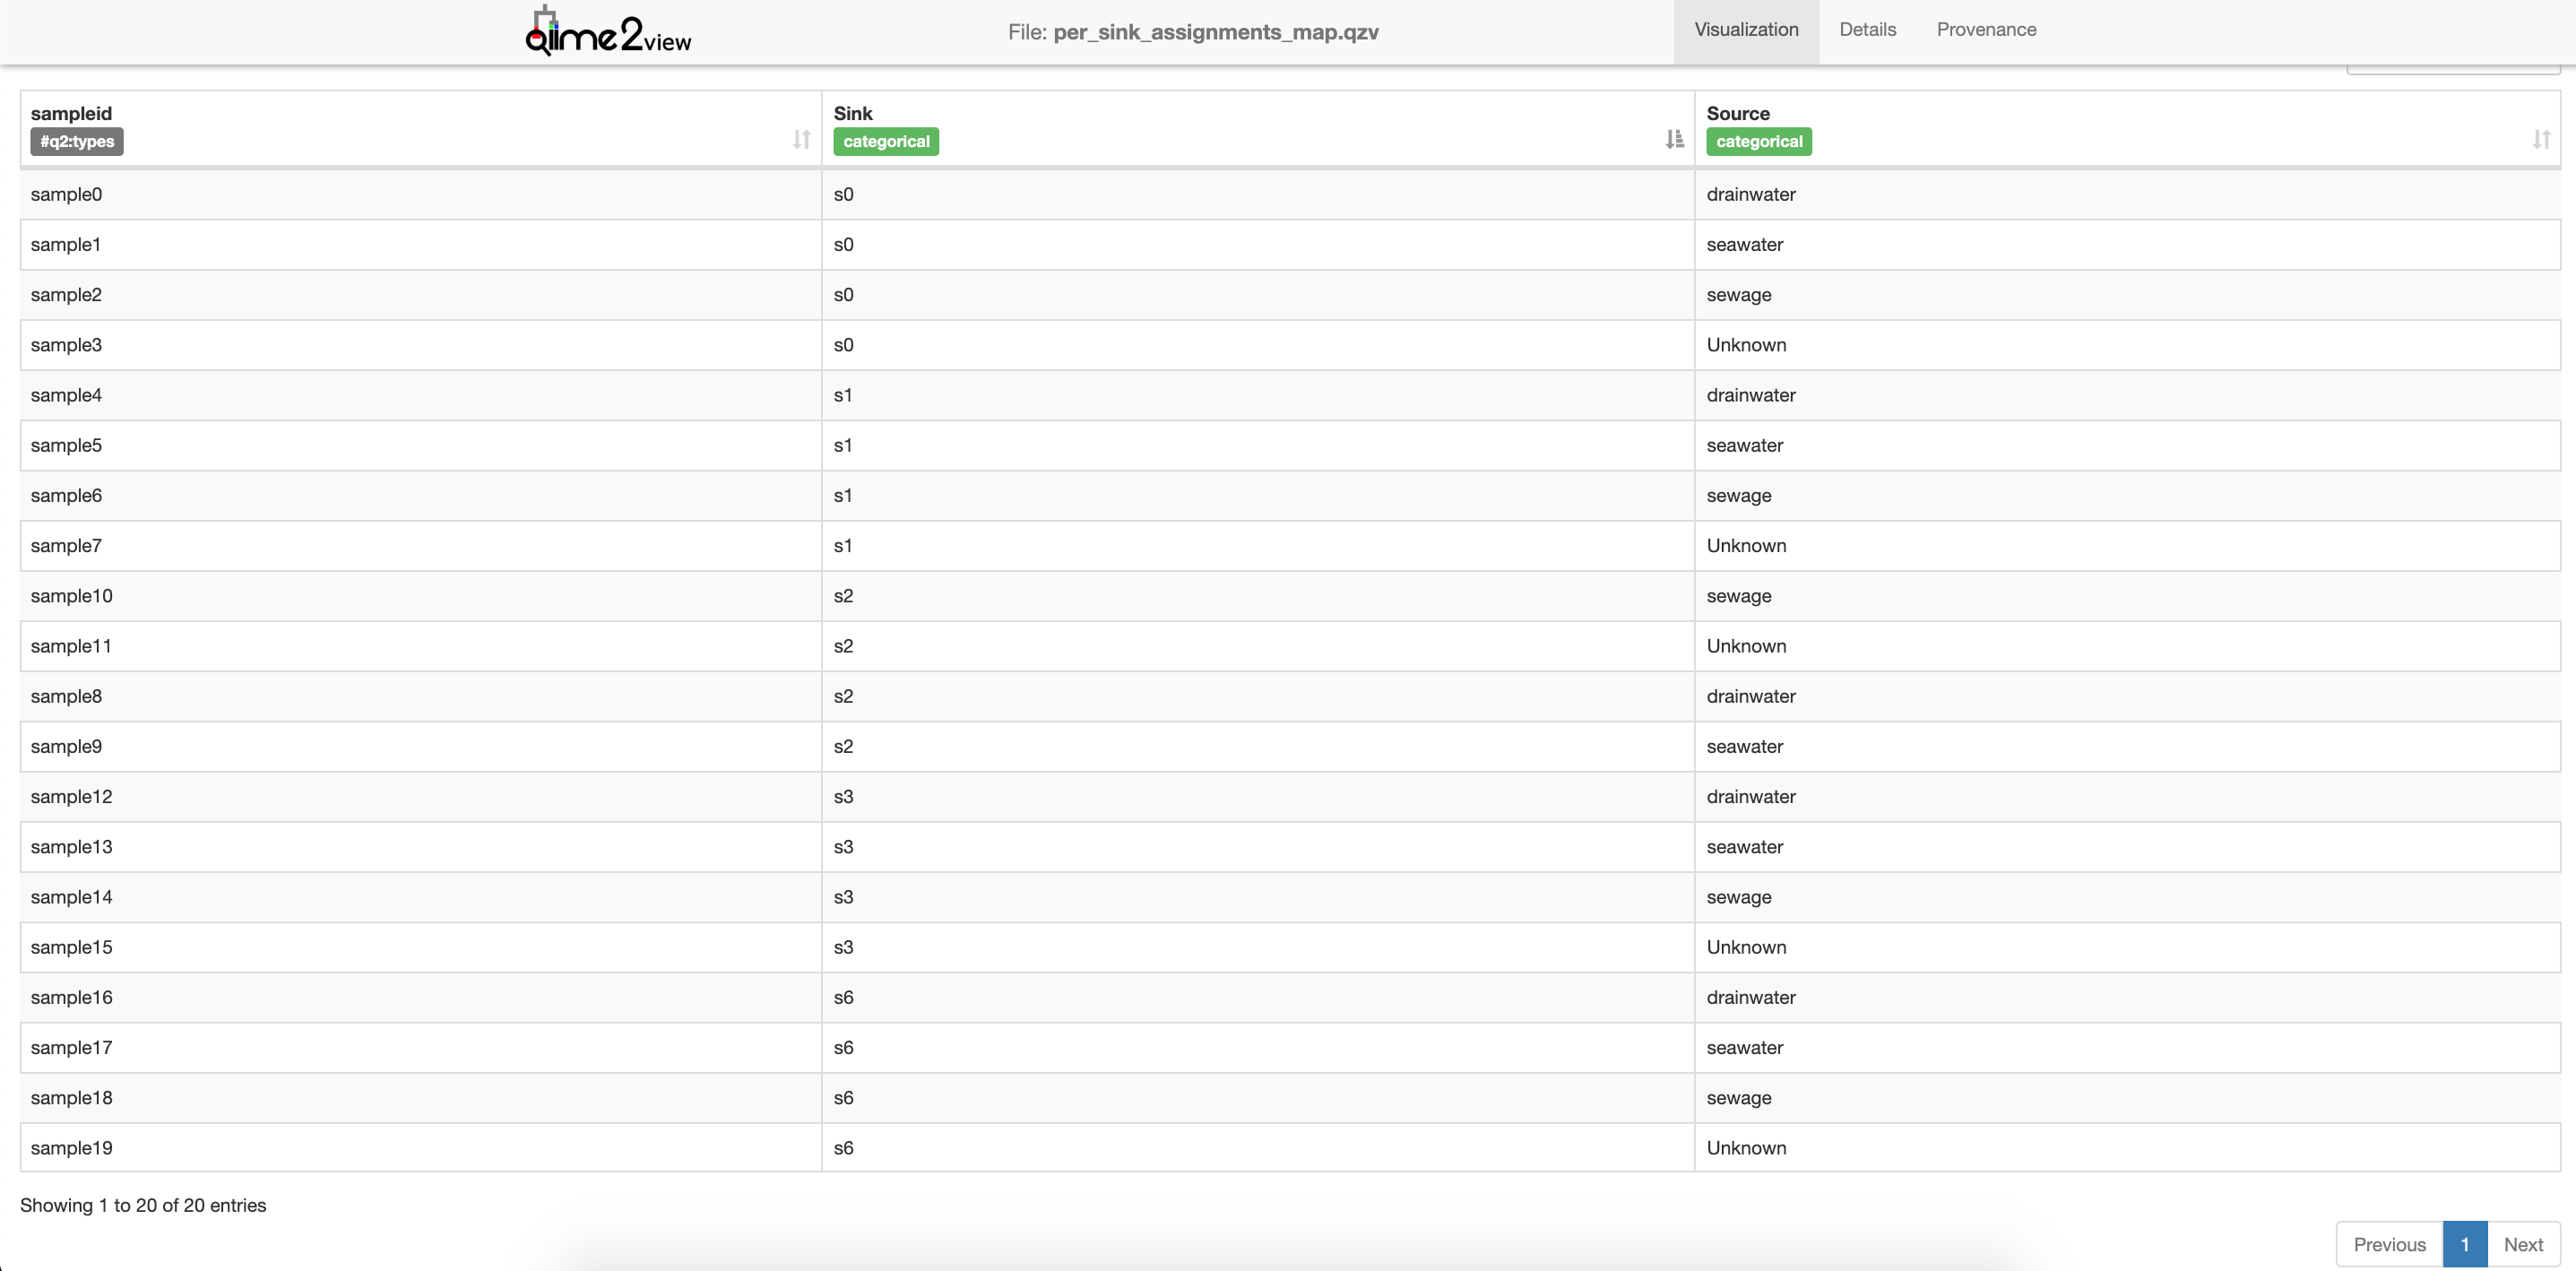 qiime2view File: per_sink_assignments_map.qzv Visualization Details Provenance
sampleid Sink Source
#q2:types categorical categorical
sample0 s0 drainwater
sample1 s0 seawater
sample2 s0 sewage
sample3 s0 Unknown
sample4 s1 drainwater
sample5 s1 seawater
sample6 s1 sewage
sample7 s1 Unknown
sample10 s2 sewage
sample11 s2 Unknown
sample8 s2 drainwater
sample9 s2 seawater
sample12 s3 drainwater
sample13 s3 seawater
sample14 s3 sewage
sample15 s3 Unknown
sample16 s6 drainwater
sample17 s6 seawater
sample18 s6 sewage
sample19 s6 Unknown
Showing 1 to 20 of 20 entries
Previous 1 Next